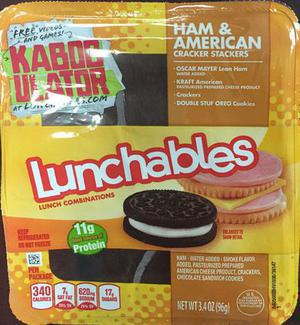 FREE VIDEOS
AND GAMES!
KABOO
ULATOR
HAM &
AMERICAN
CRACKER STACKERS
• OSCAR MAYER Lean Ham
WATER ADDED
• KRAFT American
PASTEURIZED PREPARED CHEESE PRODUCT
• Crackers
• DOUBLE STUF OREO Cookies
Lunchables
LUNCH COMBINATIONS
11g
Protein
KEEP
REFRIGERATED
DO NOT FREEZE
ENLARGED TO
SHOW DETAIL
PER
PACKAGE
340
CALORIES
7g
SAT FAT
620mg
SODIUM
17g
SUGARS
HAM - WATER ADDED - SMOKE FLAVOR
ADDED, PASTEURIZED PREPARED
AMERICAN CHEESE PRODUCT, CRACKERS,
CHOCOLATE SANDWICH COOKIES
NET WT 3.4 OZ (96g)